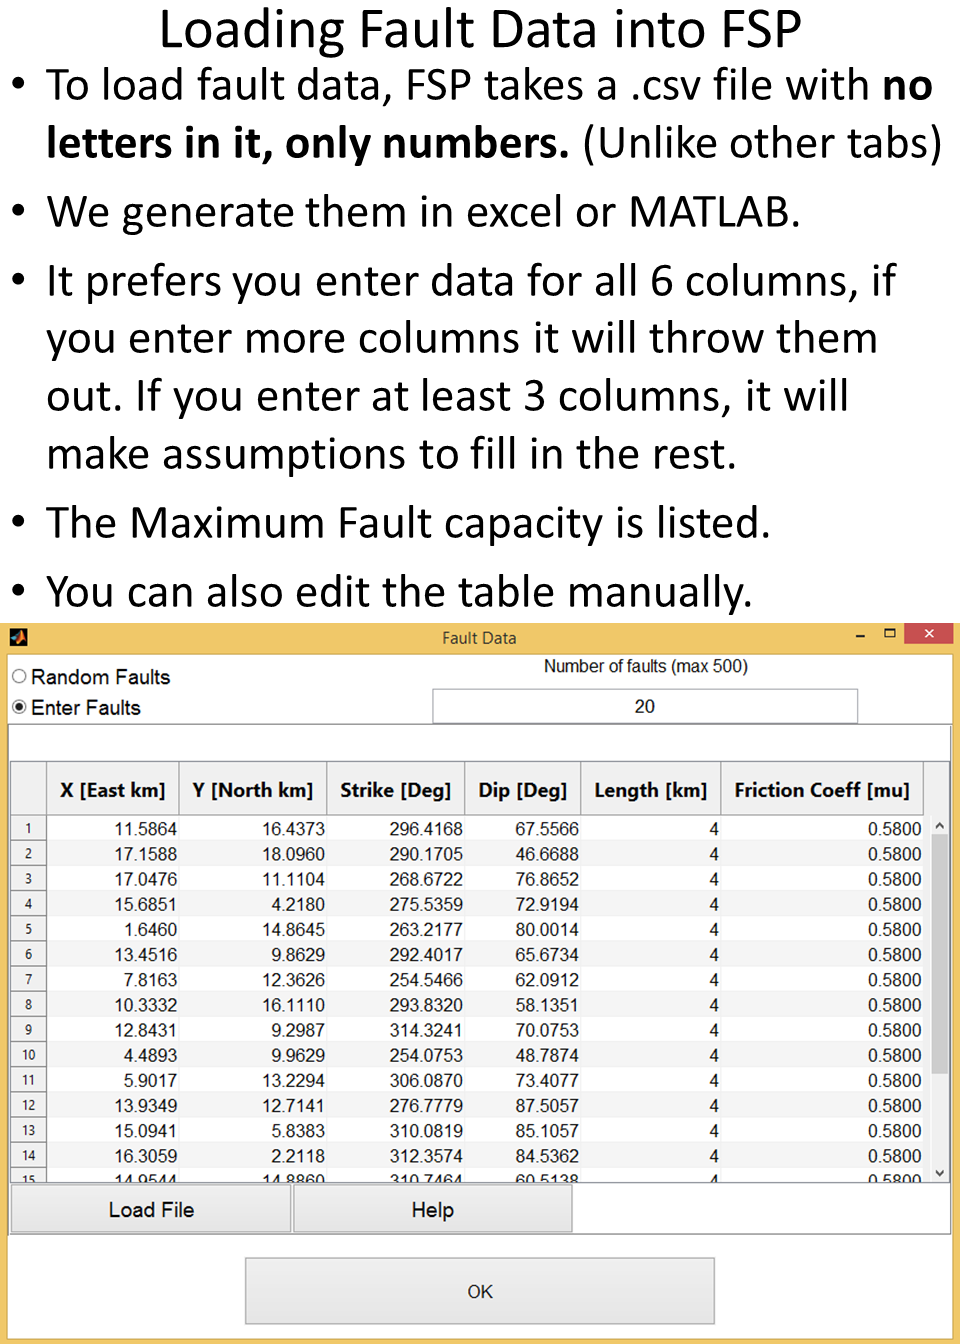 Loading Fault Data into FSP
• To load fault data, FSP takes a .csv file with no
letters in it, only numbers. (Unlike other tabs)
• We generate them in excel or MATLAB.
• It prefers you enter data for all 6 columns, if
you enter more columns it will throw them
out. If you enter at least 3 columns, it will
make assumptions to fill in the rest.
• The Maximum Fault capacity is listed.
• You can also edit the table manually.
Fault Data
Random Faults
Enter Faults
Number of faults (max 500)
20
X [East km] Y [North km] Strike [Deg] Dip [Deg] Length [km] Friction Coeff [mu]
1 11.5864 16.4373 296.4168 67.5566 4 0.5800
2 17.1588 18.0960 290.1705 46.6688 4 0.5800
3 17.0476 11.1104 268.6722 76.8652 4 0.5800
4 15.6851 4.2180 275.5359 72.9194 4 0.5800
5 1.6460 14.8645 263.2177 80.0014 4 0.5800
6 13.4516 9.8629 292.4017 65.6734 4 0.5800
7 7.8163 12.3626 254.5466 62.0912 4 0.5800
8 10.3332 16.1110 293.8320 58.1351 4 0.5800
9 12.8431 9.2987 314.3241 70.0753 4 0.5800
10 4.4893 9.9629 254.0753 48.7874 4 0.5800
11 5.9017 13.2294 306.0870 73.4077 4 0.5800
12 13.9349 12.7141 276.7779 87.5057 4 0.5800
13 15.0941 5.8383 310.0819 85.1057 4 0.5800
14 16.3059 2.2118 312.3574 84.5362 4 0.5800
15 14.9544 14.8860 310.7464 60.5138 4 0.5800
Load File Help
OK